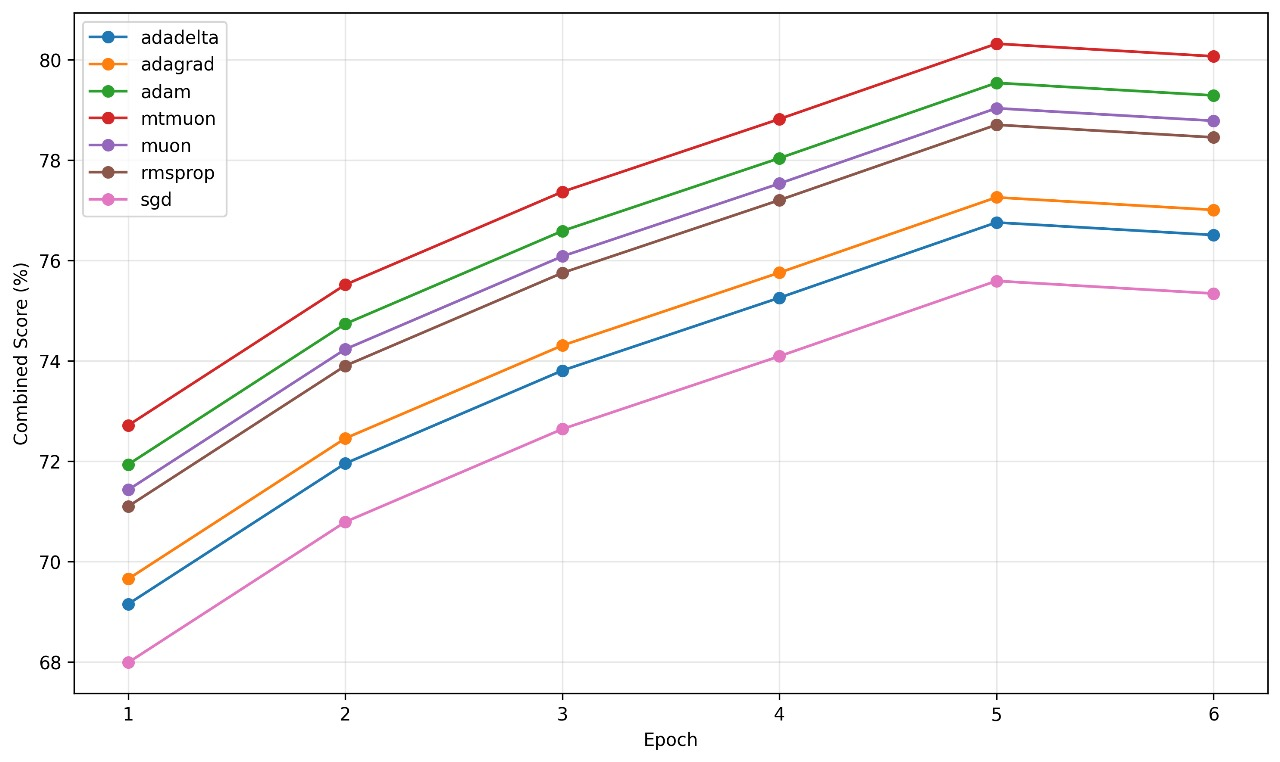 adadelta
adagrad
adam
mtmuon
muon
rmsprop
sgd
80
78
76
74
72
70
68
Combined Score (%)
1 2 3 4 5 6
Epoch